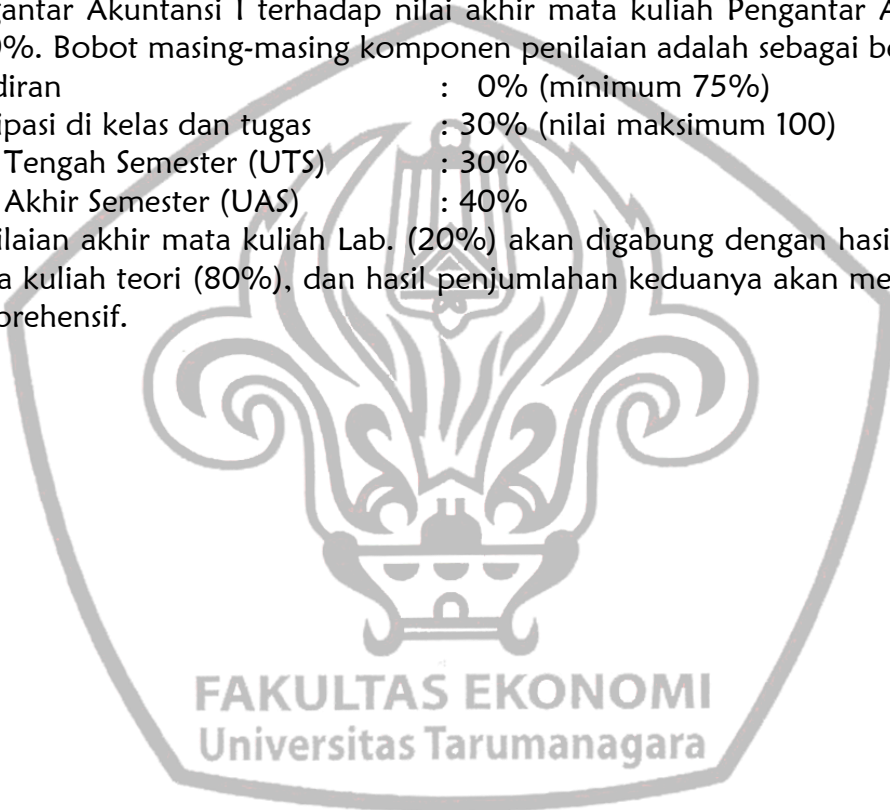 gantar Akuntansi I terhadap nilai akhir mata kuliah Pengantar A
0%. Bobot masing-masing komponen penilaian adalah sebagai be
diran : 0% (mínimum 75%)
ipasi di kelas dan tugas : 30% (nilai maksimum 100)
Tengah Semester (UTS) : 30%
Akhir Semester (UAS) : 40%
ilaian akhir mata kuliah Lab. (20%) akan digabung dengan hasi
a kuliah teori (80%), dan hasil penjumlahan keduanya akan me
prehensif.
FAKULTAS EKONOMI
Universitas Tarumanagara